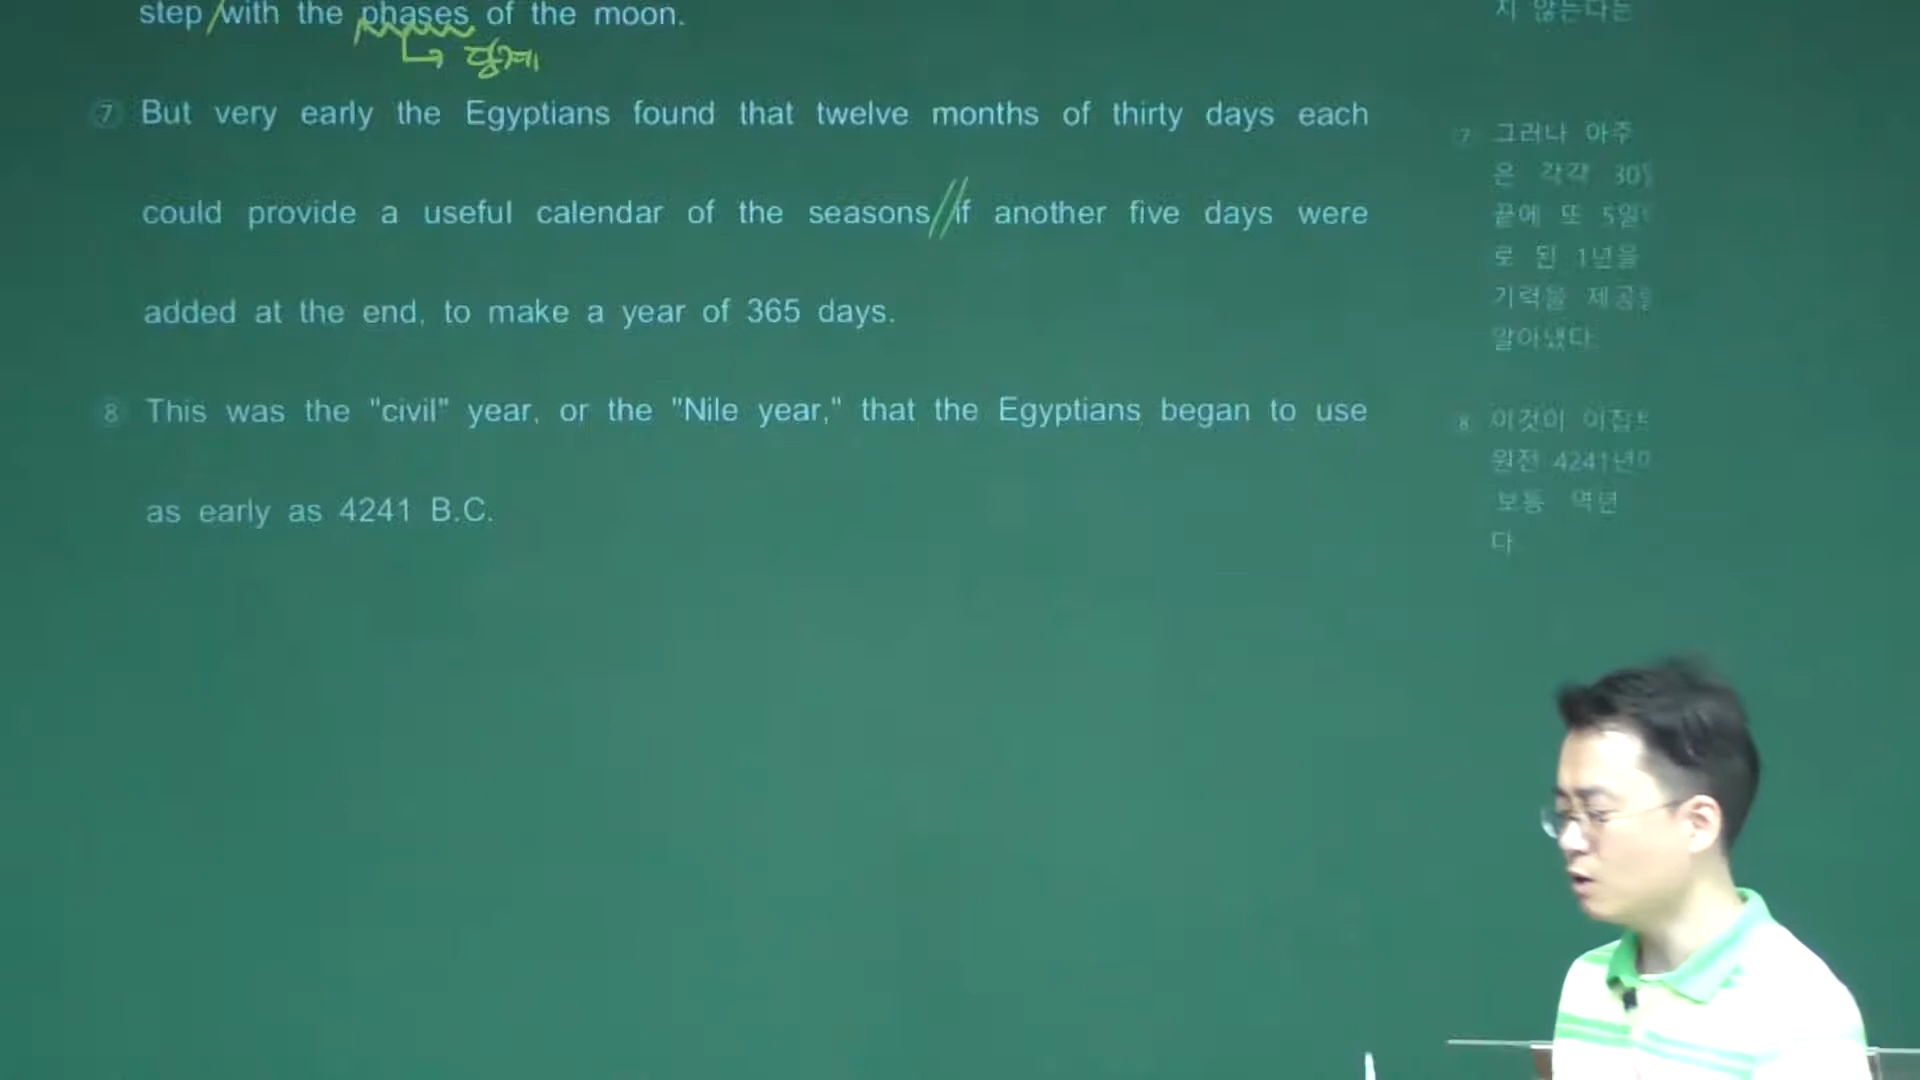 step with the phases of the moon.
단계
⑦ But very early the Egyptians found that twelve months of thirty days each
could provide a useful calendar of the seasons // if another five days were
added at the end, to make a year of 365 days.
⑧ This was the "civil" year, or the "Nile year," that the Egyptians began to use
as early as 4241 B.C.
지 않는다는
7 그러나 아주
은 각각 30
끝에 또 5일
로 된 1년을
기력을 제공
알아냈다
8 이것이 이집트
원전 4241년
보통 역년
다